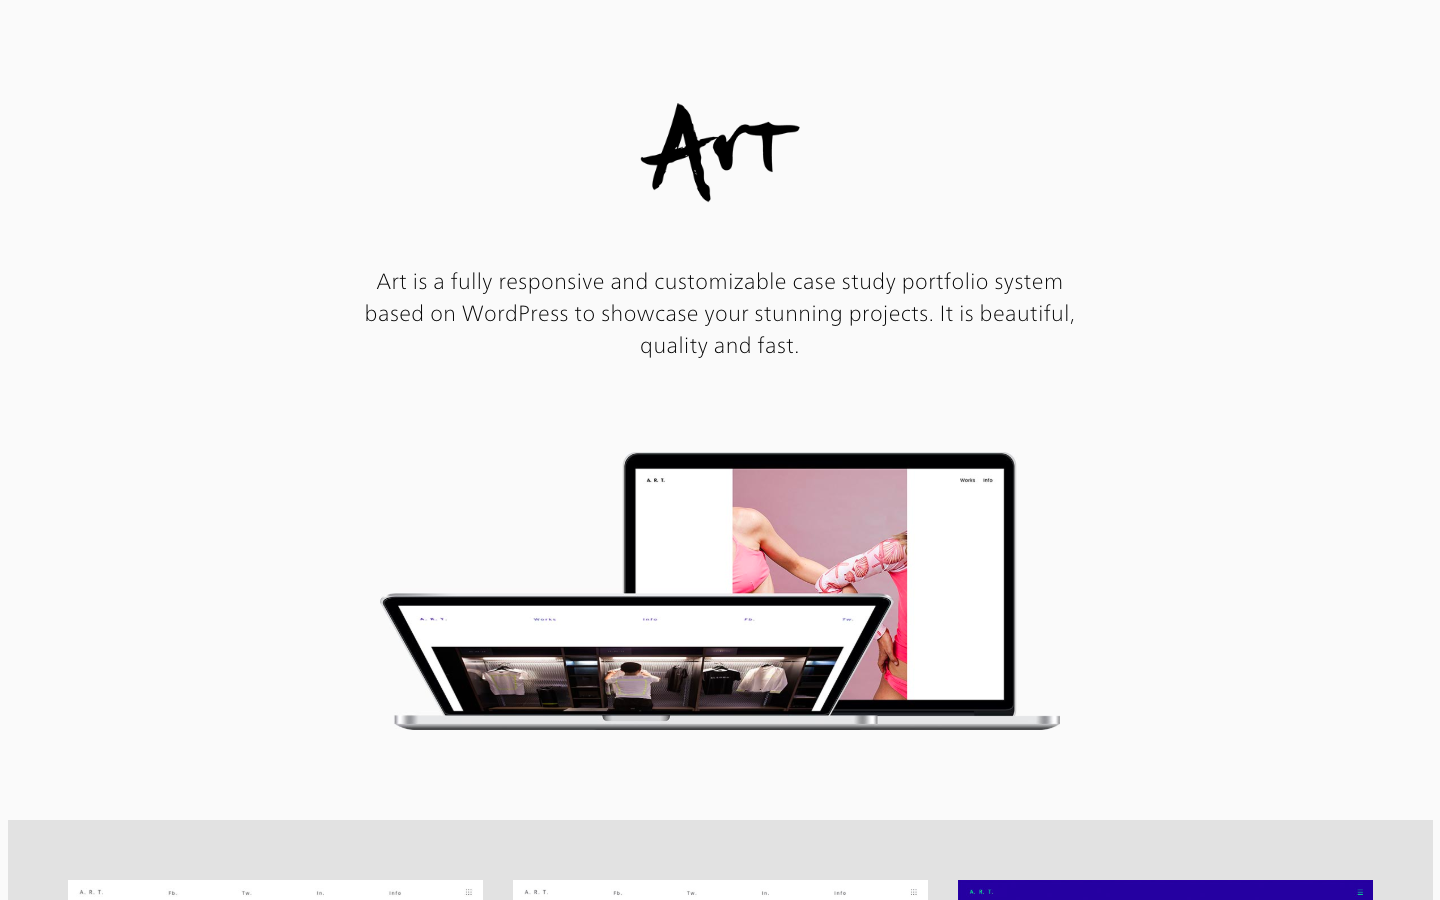 Art
Art is a fully responsive and customizable case study portfolio system
based on WordPress to showcase your stunning projects. It is beautiful,
quality and fast.
A. R. T. Works Info
A. R. T. Works Info Fb. Tw.
A. R. T. Fb. Tw. In. Info
A. R. T. Fb. Tw. In. Info
A. R. T.